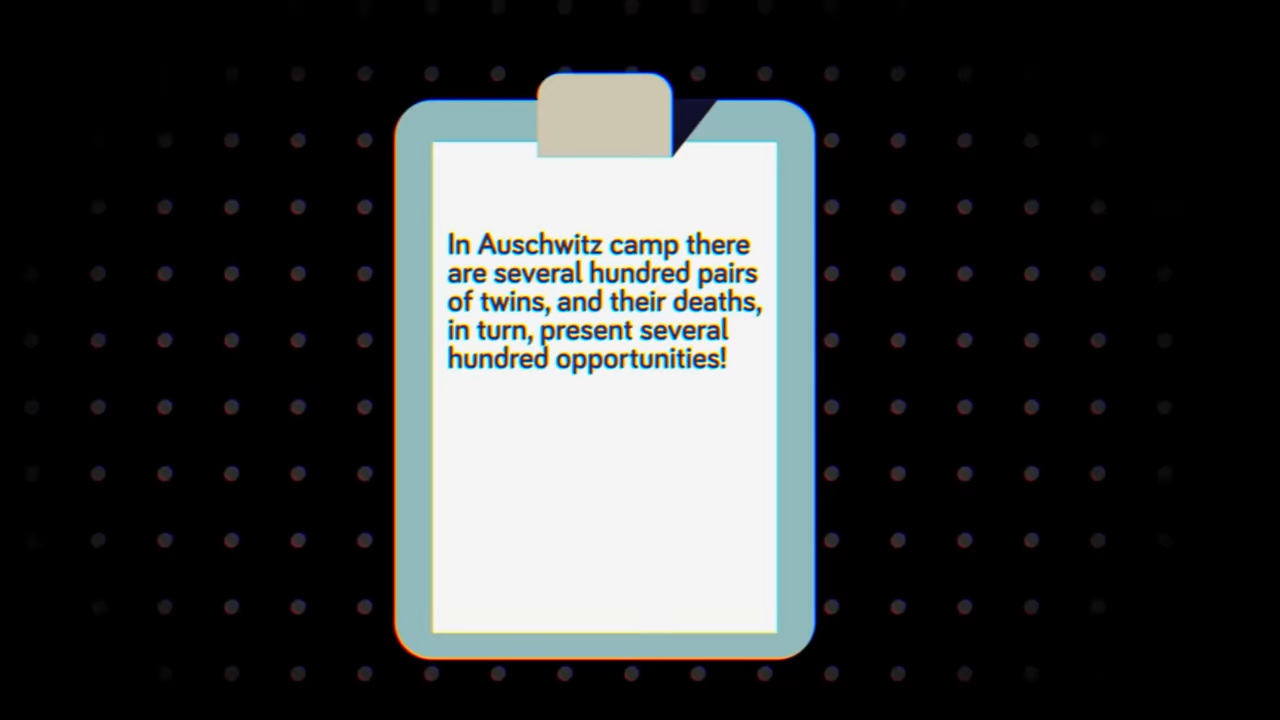 In Auschwitz camp there
are several hundred pairs
of twins, and their deaths,
in turn, present several
hundred opportunities!